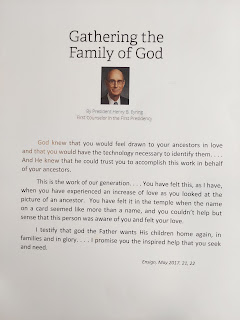 Gathering the
Family of God
By President Henry B. Eyring
First Counselor in the First Presidency
God knew that you would feel drawn to your ancestors in love
and that you would have the technology necessary to identify them. . . .
And He knew that he could trust you to accomplish this work in behalf
of your ancestors.
This is the work of our generation. . . . You have felt this, as I have,
when you have experienced an increase of love as you looked at the
picture of an ancestor. You have felt it in the temple when the name
on a card seemed like more than a name, and you couldn't help but
sense that this person was aware of you and felt your love.
I testify that god the Father wants His children home again, in
families and in glory. . . . I promise you the inspired help that you seek
and need.
Ensign, May 2017, 21, 22